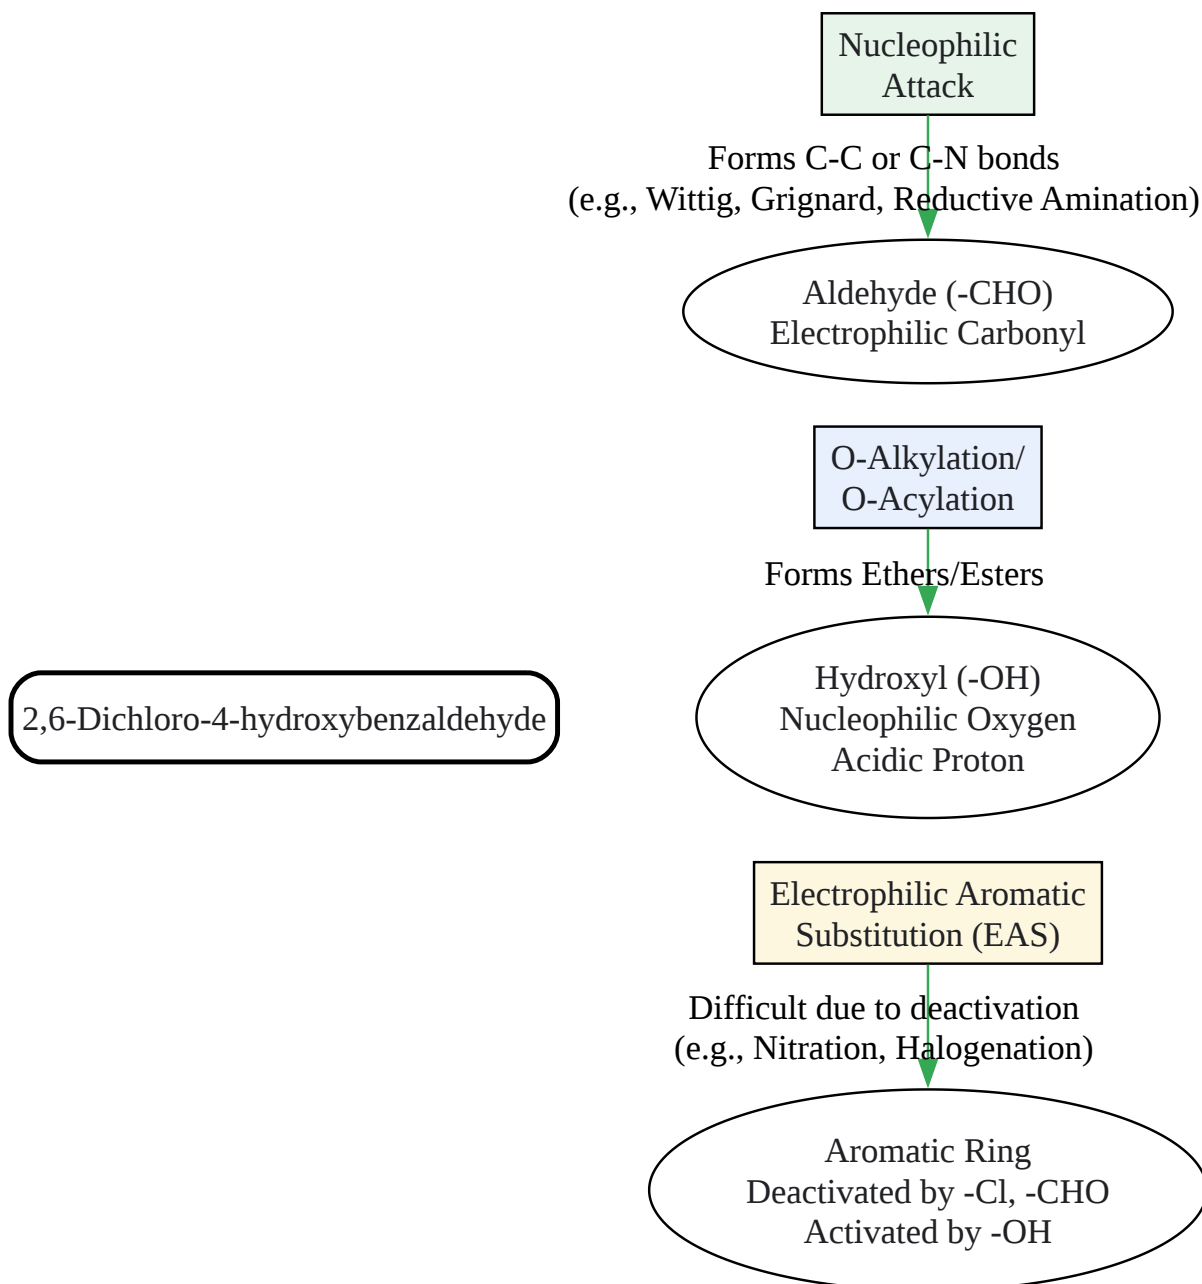 Nucleophilic
Attack
Forms C-C or C-N bonds
(e.g., Wittig, Grignard, Reductive Amination)
Aldehyde (-CHO)
Electrophilic Carbonyl
O-Alkylation/
O-Acylation
Forms Ethers/Esters
Hydroxyl (-OH)
Nucleophilic Oxygen
Acidic Proton
2,6-Dichloro-4-hydroxybenzaldehyde
Electrophilic Aromatic
Substitution (EAS)
Difficult due to deactivation
(e.g., Nitration, Halogenation)
Aromatic Ring
Deactivated by -Cl, -CHO
Activated by -OH